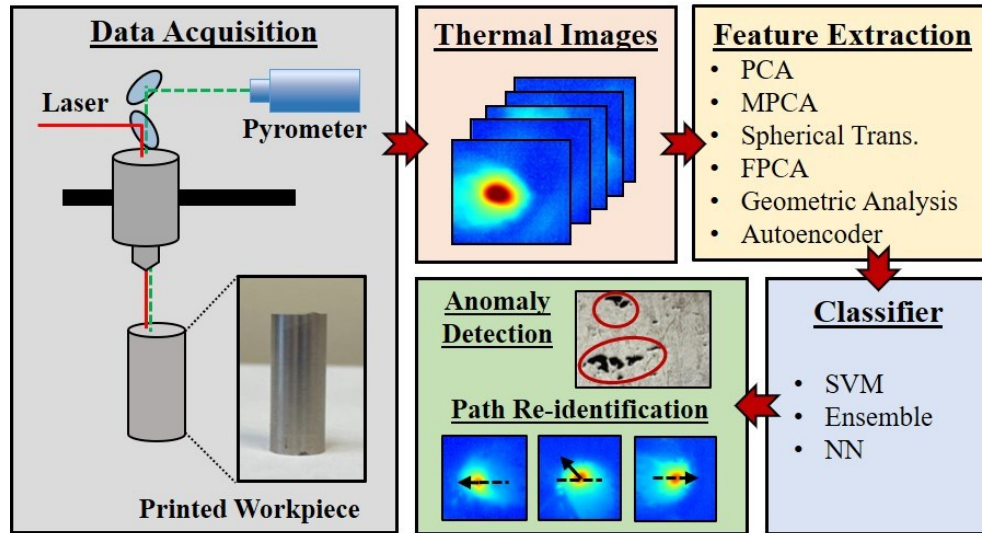 Data Acquisition
Laser
Pyrometer
Printed Workpiece
Thermal Images
Feature Extraction
• PCA
• MPCA
• Spherical Trans.
• FPCA
• Geometric Analysis
• Autoencoder
Classifier
• SVM
• Ensemble
• NN
Anomaly
Detection
Path Re-identification